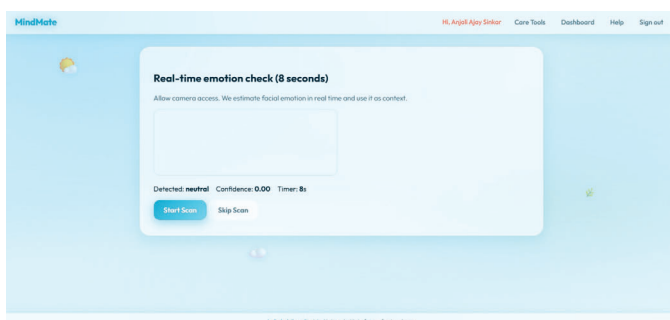 MindMate
Hi, Anjali Ajay Sinkar Care Tools Dashboard Help Sign out
Real-time emotion check (8 seconds)
Allow camera access. We estimate facial emotion in real time and use it as context.
Detected: neutral Confidence: 0.00 Timer: 8s
Start Scan Skip Scan